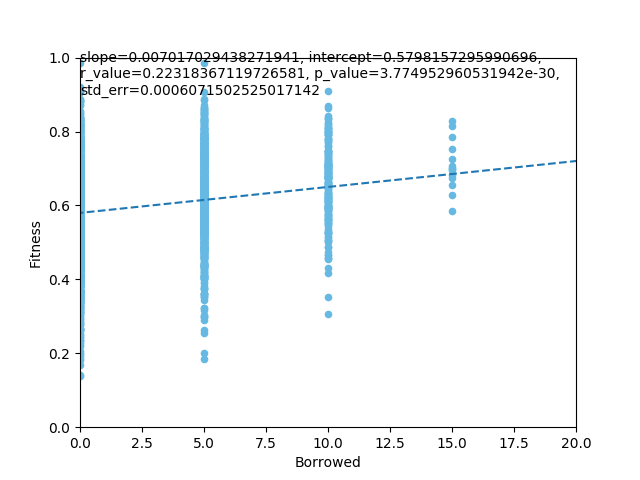 slope=0.007017029438271941, intercept=0.5798157295990696,
r_value=0.22318367119726581, p_value=3.774952960531942e-30,
std_err=0.0006071502525017142
1.0
0.8
0.6
0.4
0.2
0.0
Fitness
0.0 2.5 5.0 7.5 10.0 12.5 15.0 17.5 20.0
Borrowed